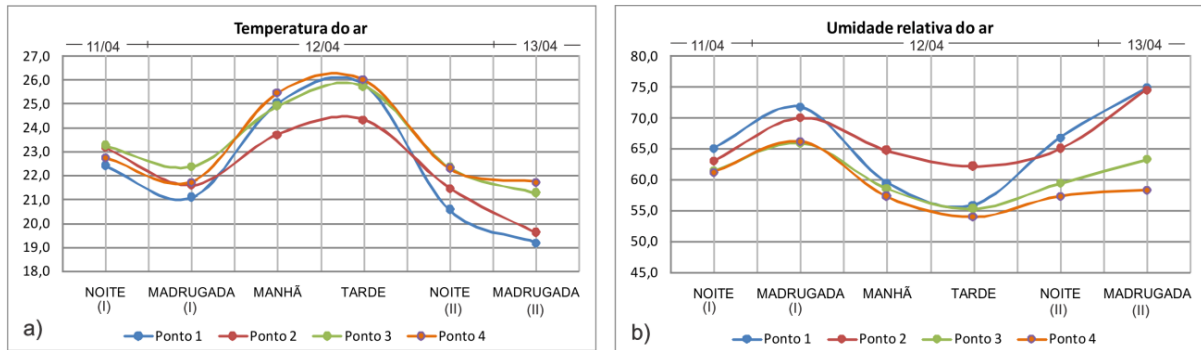 Temperatura do ar
11/04 12/04 13/04
27,0
26,0
25,0
24,0
23,0
22,0
21,0
20,0
19,0
18,0
NOITE (I) MADRUGADA (I) MANHÃ TARDE NOITE (II) MADRUGADA (II)
a) Ponto 1 Ponto 2 Ponto 3 Ponto 4
Umidade relativa do ar
11/04 12/04 13/04
80,0
75,0
70,0
65,0
60,0
55,0
50,0
45,0
NOITE (I) MADRUGADA (I) MANHÃ TARDE NOITE (II) MADRUGADA (II)
b) Ponto 1 Ponto 2 Ponto 3 Ponto 4